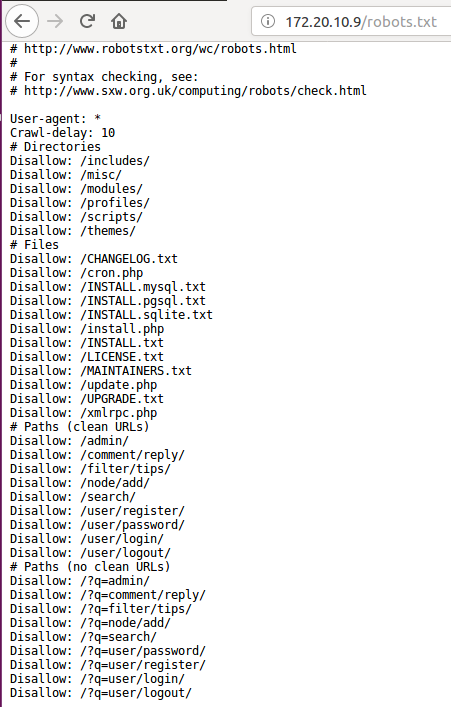 172.20.10.9/robots.txt
# http://www.robotstxt.org/wc/robots.html
#
# For syntax checking, see:
# http://www.sxw.org.uk/computing/robots/check.html

User-agent: *
Crawl-delay: 10
# Directories
Disallow: /includes/
Disallow: /misc/
Disallow: /modules/
Disallow: /profiles/
Disallow: /scripts/
Disallow: /themes/
# Files
Disallow: /CHANGELOG.txt
Disallow: /cron.php
Disallow: /INSTALL.mysql.txt
Disallow: /INSTALL.pgsql.txt
Disallow: /INSTALL.sqlite.txt
Disallow: /install.php
Disallow: /INSTALL.txt
Disallow: /LICENSE.txt
Disallow: /MAINTAINERS.txt
Disallow: /update.php
Disallow: /UPGRADE.txt
Disallow: /xmlrpc.php
# Paths (clean URLs)
Disallow: /admin/
Disallow: /comment/reply/
Disallow: /filter/tips/
Disallow: /node/add/
Disallow: /search/
Disallow: /user/register/
Disallow: /user/password/
Disallow: /user/login/
Disallow: /user/logout/
# Paths (no clean URLs)
Disallow: /?q=admin/
Disallow: /?q=comment/reply/
Disallow: /?q=filter/tips/
Disallow: /?q=node/add/
Disallow: /?q=search/
Disallow: /?q=user/password/
Disallow: /?q=user/register/
Disallow: /?q=user/login/
Disallow: /?q=user/logout/